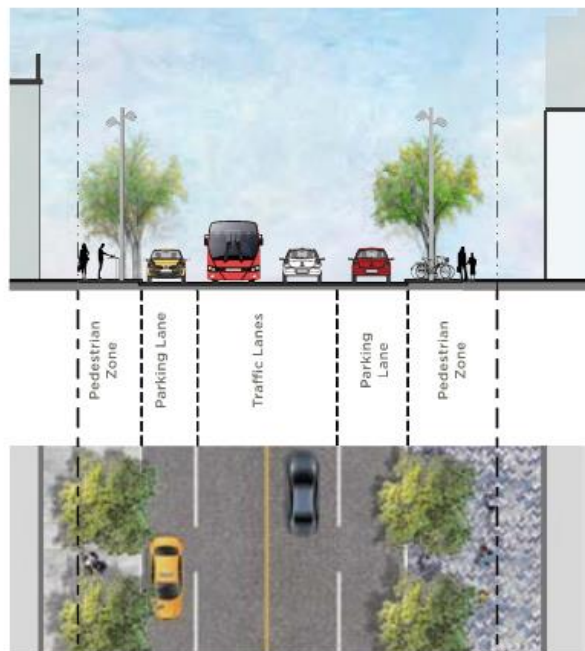 Pedestrian
Zone
Parking Lane
Traffic Lanes
Parking
Lane
Pedestrian
Zone